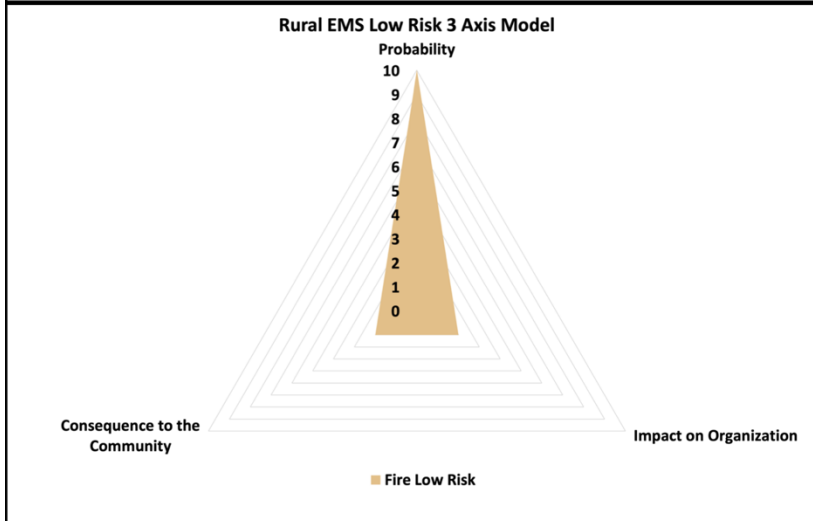 Rural EMS Low Risk 3 Axis Model
Probability
10
9
8
7
6
5
4
3
2
1
0
Consequence to the
Community
Impact on Organization
Fire Low Risk